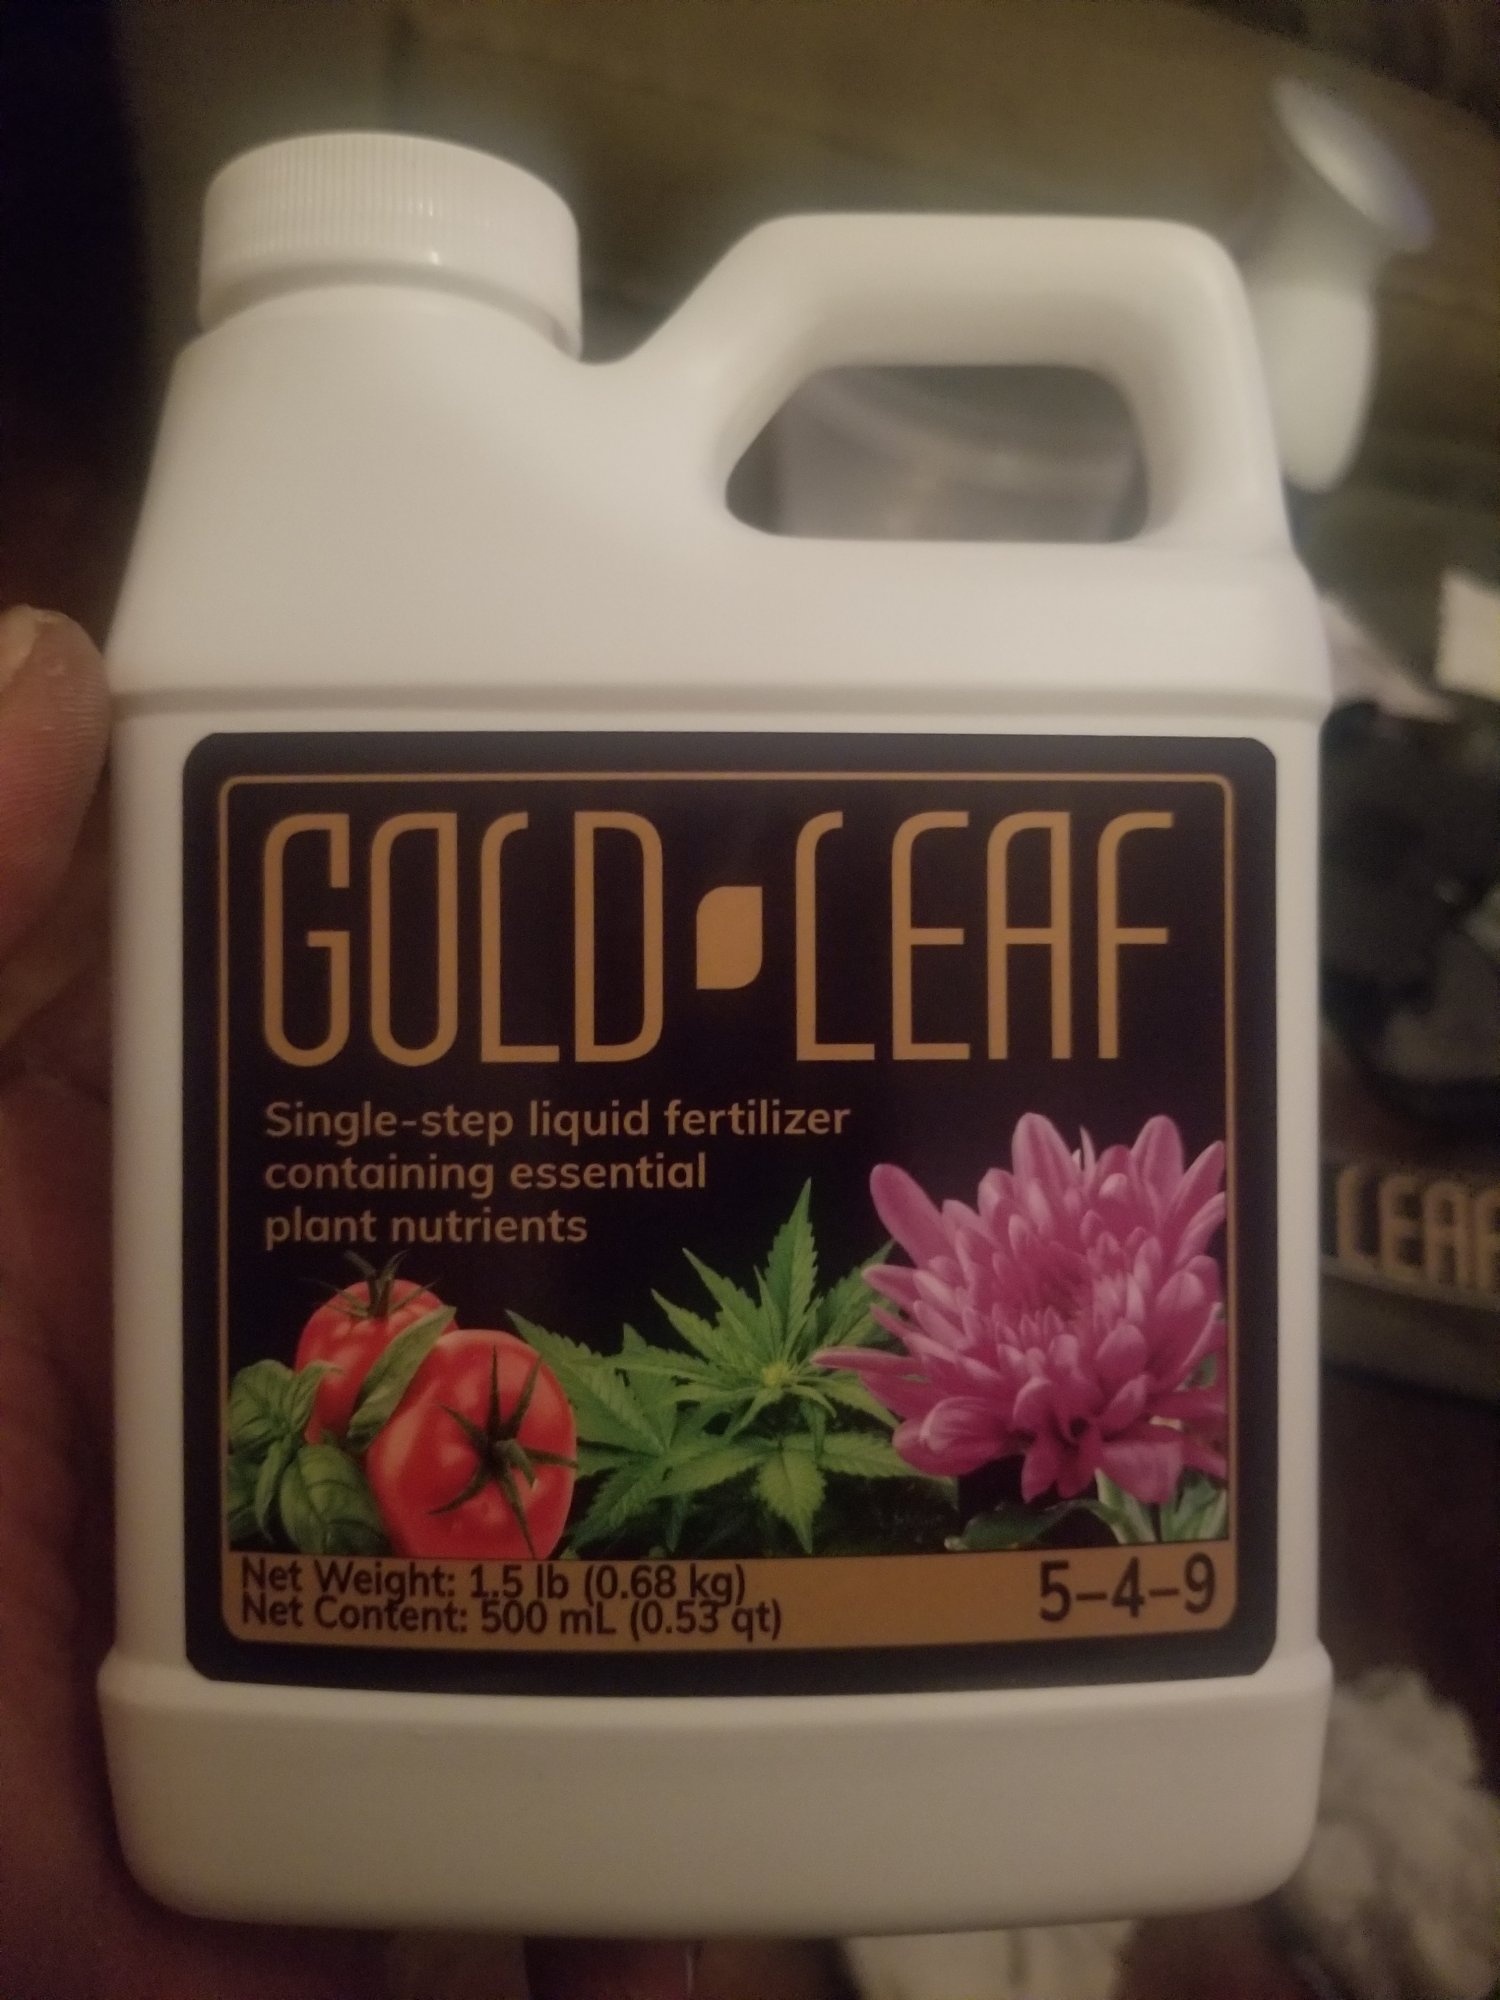 GOLD LEAF
Single-step liquid fertilizer
containing essential
plant nutrients
Net Weight: 1.5 lb (0.68 kg)
Net Content: 500 mL (0.53 qt)
5-4-9
LEAF